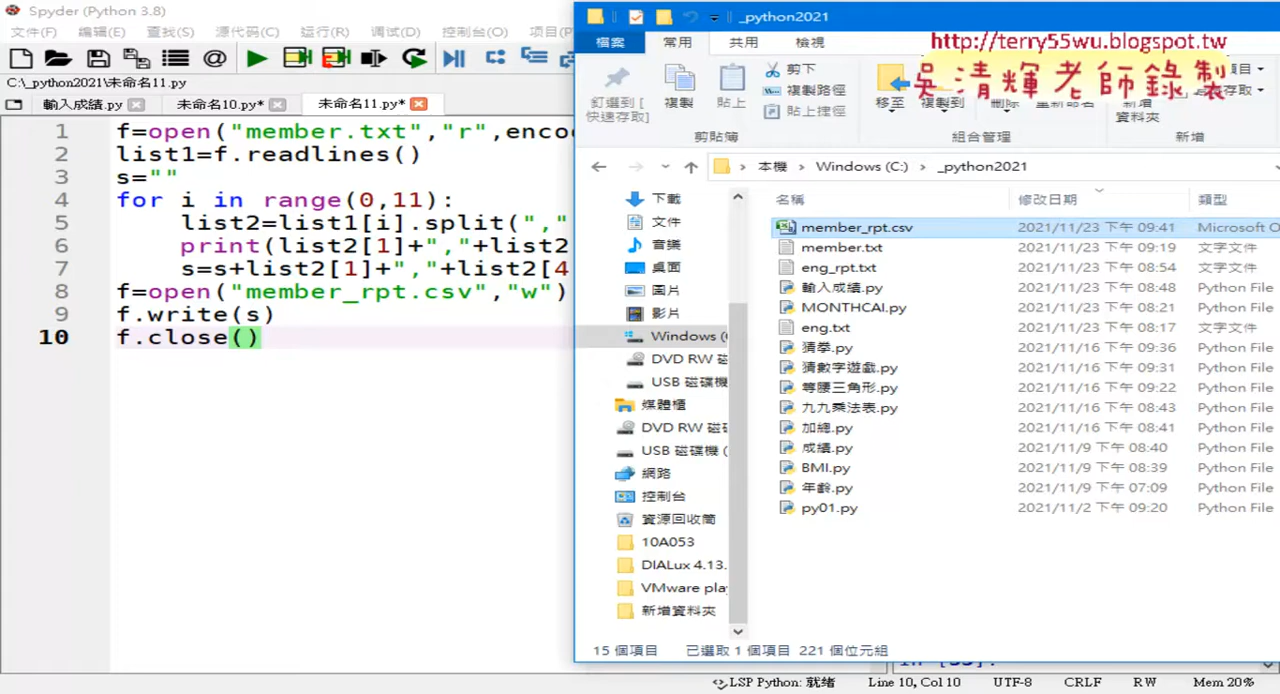 Spyder (Python 3.8)
文件(F) 编辑(E) 查找(S) 源代码(C) 运行(R) 调试(D) 控制台(O) 项目(P
C:\_python2021\未命名11.py
輸入成績.py 未命名10.py* 未命名11.py*
1 f=open("member.txt","r",enco
2 list1=f.readlines()
3 s=""
4 for i in range(0,11):
5 list2=list1[i].split(","
6 print(list2[1]+","+list2
7 s=s+list2[1]+","+list2[4
8 f=open("member_rpt.csv","w")
9 f.write(s)
10 f.close()
_python2021
檔案 常用 共用 檢視
http://terry55wu.blogspot.tw
吳清輝老師錄製
釘選到 [
快速存取]
複製
貼上
剪下
複製路徑
貼上捷徑
移至 複製到 刪除 重新命名 新增
資料夾
項目
存取
剪貼簿 組合管理 新增
本機 › Windows (C:) › _python2021
名稱 修改日期 類型
下載
文件
音樂
桌面
圖片
影片
Windows (
DVD RW 磁
USB 磁碟機
媒體櫃
DVD RW 磁
USB 磁碟機 (
網路
控制台
資源回收筒
10A053
DIALux 4.13.
VMware pla
新增資料夾
member_rpt.csv 2021/11/23 下午 09:41 Microsoft O
member.txt 2021/11/23 下午 09:19 文字文件
eng_rpt.txt 2021/11/23 下午 08:54 文字文件
輸入成績.py 2021/11/23 下午 08:48 Python File
MONTHCAI.py 2021/11/23 下午 08:21 Python File
eng.txt 2021/11/23 下午 08:17 文字文件
猜拳.py 2021/11/16 下午 09:36 Python File
猜數字遊戲.py 2021/11/16 下午 09:31 Python File
等腰三角形.py 2021/11/16 下午 09:22 Python File
九九乘法表.py 2021/11/16 下午 08:43 Python File
加總.py 2021/11/16 下午 08:41 Python File
成績.py 2021/11/9 下午 08:40 Python File
BMI.py 2021/11/9 下午 08:39 Python File
年齡.py 2021/11/9 下午 07:09 Python File
py01.py 2021/11/2 下午 09:20 Python File
15 個項目 已選取 1 個項目 221 個位元組
LSP Python: 就绪 Line 10, Col 10 UTF-8 CRLF RW Mem 20%